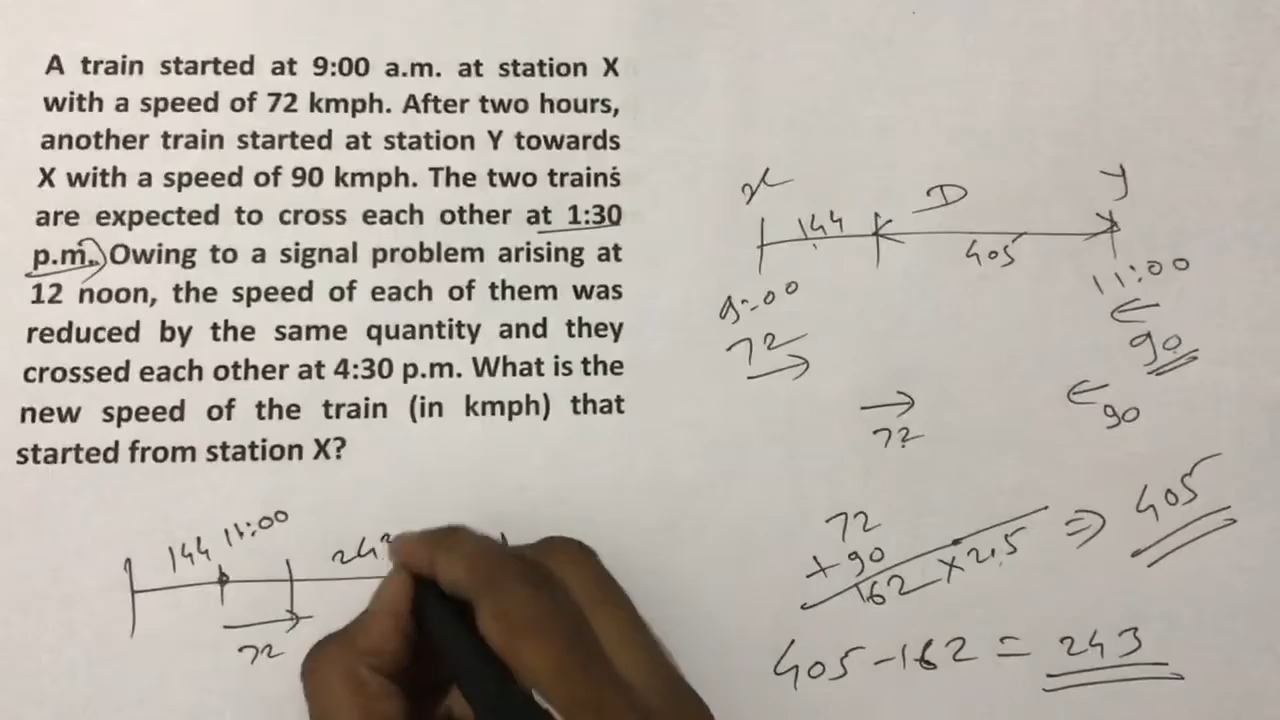 A train started at 9:00 a.m. at station X
with a speed of 72 kmph. After two hours,
another train started at station Y towards
X with a speed of 90 kmph. The two trains
are expected to cross each other at 1:30
p.m. Owing to a signal problem arising at
12 noon, the speed of each of them was
reduced by the same quantity and they
crossed each other at 4:30 p.m. What is the
new speed of the train (in kmph) that
started from station X?
x D y
144 405
9:00 11:00
72 90
72 90
72
+90
162 × 2.5 ⇒ 405
405 - 162 = 243
144 11:00 243
72